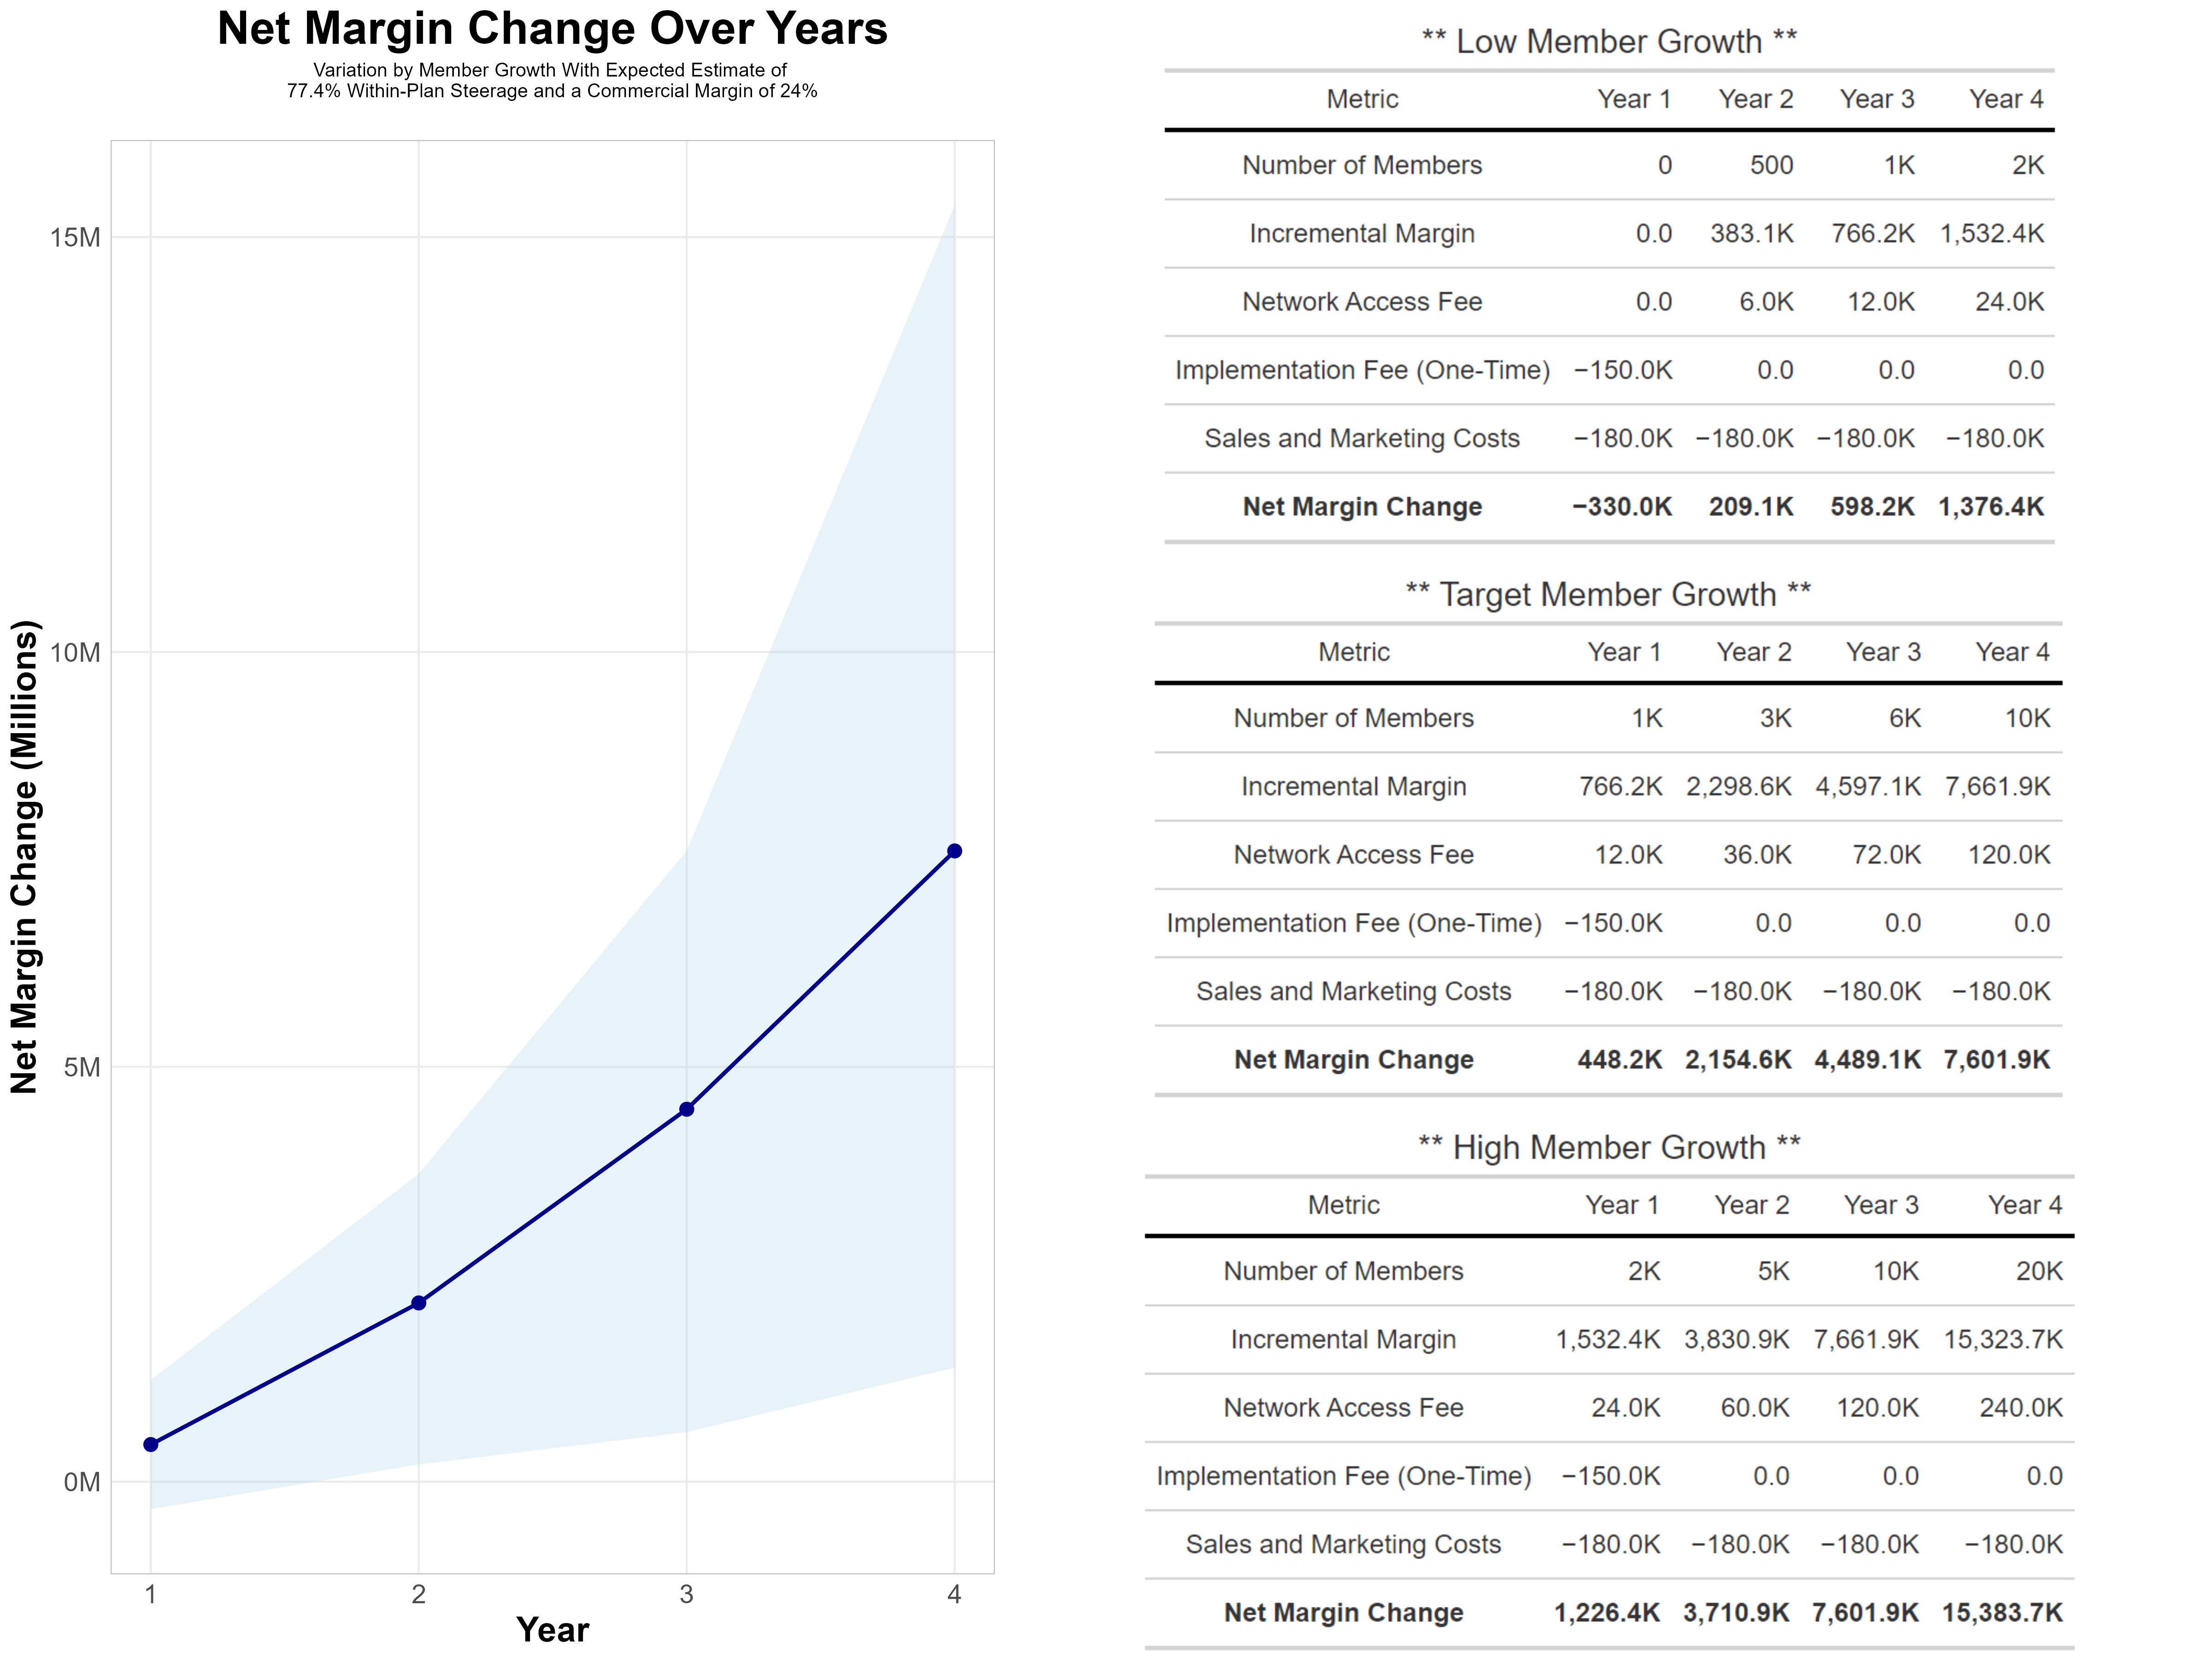 Net Margin Change Over Years
Variation by Member Growth With Expected Estimate of
77.4% Within-Plan Steerage and a Commercial Margin of 24%
Net Margin Change (Millions)
15M
10M
5M
0M
1 2 3 4
Year
** Low Member Growth **
Metric Year 1 Year 2 Year 3 Year 4
Number of Members 0 500 1K 2K
Incremental Margin 0.0 383.1K 766.2K 1,532.4K
Network Access Fee 0.0 6.0K 12.0K 24.0K
Implementation Fee (One-Time) −150.0K 0.0 0.0 0.0
Sales and Marketing Costs −180.0K −180.0K −180.0K −180.0K
Net Margin Change −330.0K 209.1K 598.2K 1,376.4K
** Target Member Growth **
Metric Year 1 Year 2 Year 3 Year 4
Number of Members 1K 3K 6K 10K
Incremental Margin 766.2K 2,298.6K 4,597.1K 7,661.9K
Network Access Fee 12.0K 36.0K 72.0K 120.0K
Implementation Fee (One-Time) −150.0K 0.0 0.0 0.0
Sales and Marketing Costs −180.0K −180.0K −180.0K −180.0K
Net Margin Change 448.2K 2,154.6K 4,489.1K 7,601.9K
** High Member Growth **
Metric Year 1 Year 2 Year 3 Year 4
Number of Members 2K 5K 10K 20K
Incremental Margin 1,532.4K 3,830.9K 7,661.9K 15,323.7K
Network Access Fee 24.0K 60.0K 120.0K 240.0K
Implementation Fee (One-Time) −150.0K 0.0 0.0 0.0
Sales and Marketing Costs −180.0K −180.0K −180.0K −180.0K
Net Margin Change 1,226.4K 3,710.9K 7,601.9K 15,383.7K